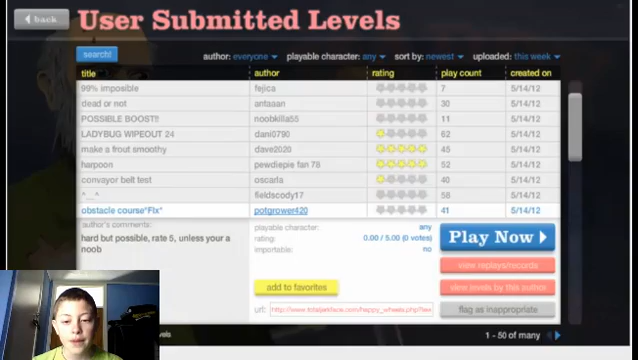 back
User Submitted Levels
search!
author: everyone playable character: any sort by: newest uploaded: this week
title author rating play count created on
99% imposible fejica 7 5/14/12
dead or not antaaan 30 5/14/12
POSSIBLE BOOST!! noobkilla55 11 5/14/12
LADYBUG WIPEOUT 24 dani0790 62 5/14/12
make a frout smoothy dave2020 45 5/14/12
harpoon pewdiepie fan 78 52 5/14/12
convayor belt test oscarla 40 5/14/12
^__^ fieldscody17 58 5/14/12
obstacle course"FIx" potgrower420 41 5/14/12
author's comments:
hard but possible, rate 5, unless your a
noob
playable character: any
rating: 0.00 / 5.00 (0 votes)
importable: no
add to favorites
url: http://www.totaljerkface.com/happy_wheels.php?lev
Play Now
view replays/records
view levels by this author
flag as inappropriate
1 - 50 of many